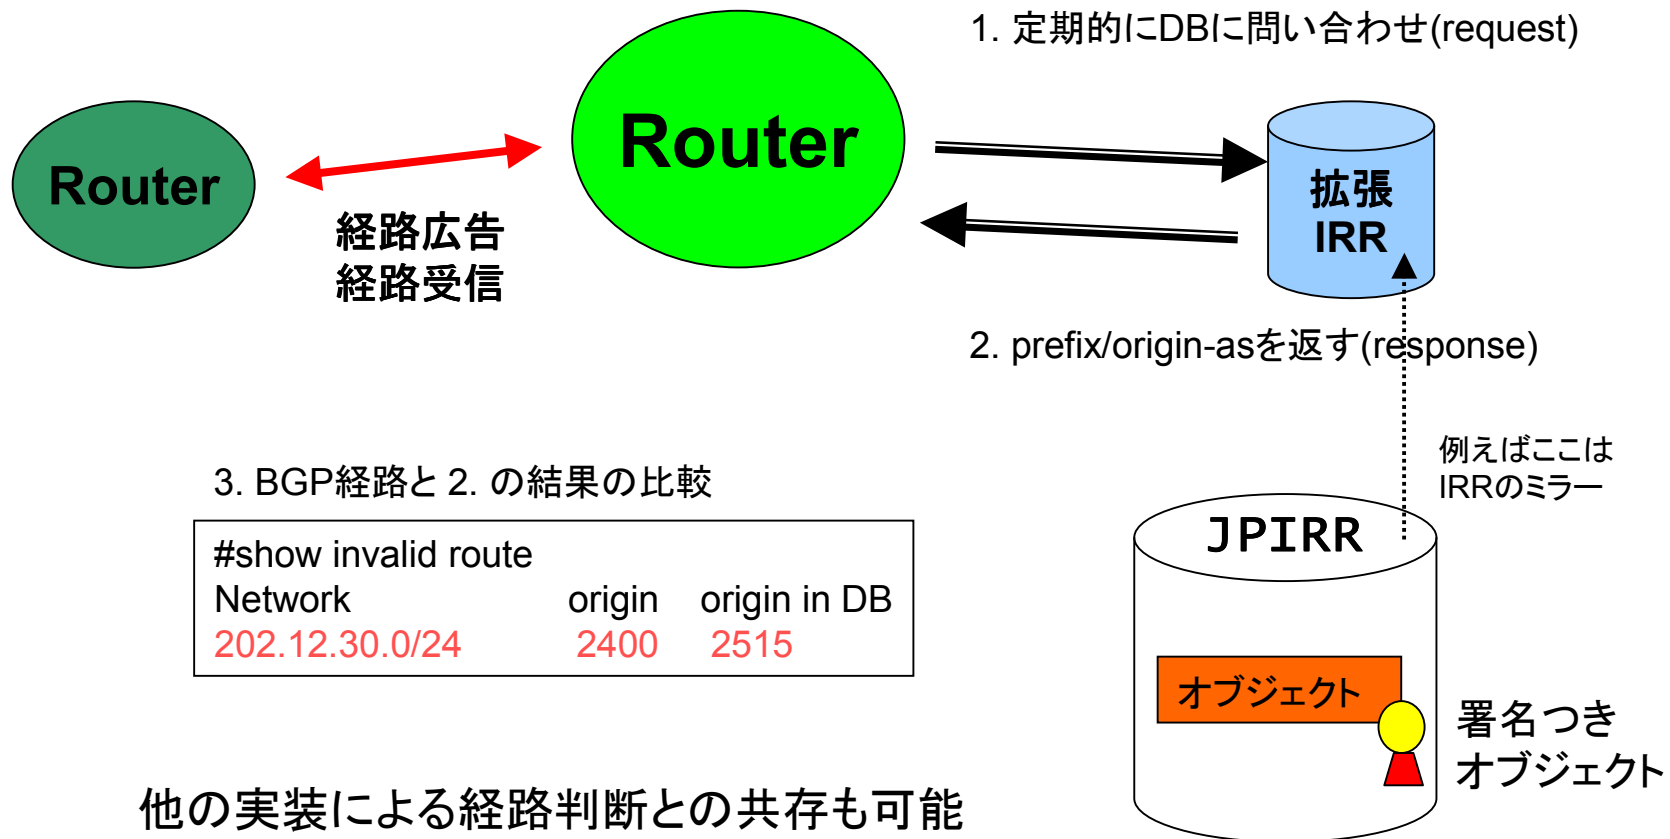 1. 定期的にDBに問い合わせ(request)
Router
Router
経路広告
経路受信
拡張
IRR
2. prefix/origin-asを返す(response)
例えばここは
IRRのミラー
3. BGP経路と 2. の結果の比較
#show invalid route
Network origin origin in DB
202.12.30.0/24 2400 2515
JPIRR
オブジェクト
署名つき
オブジェクト
他の実装による経路判断との共存も可能